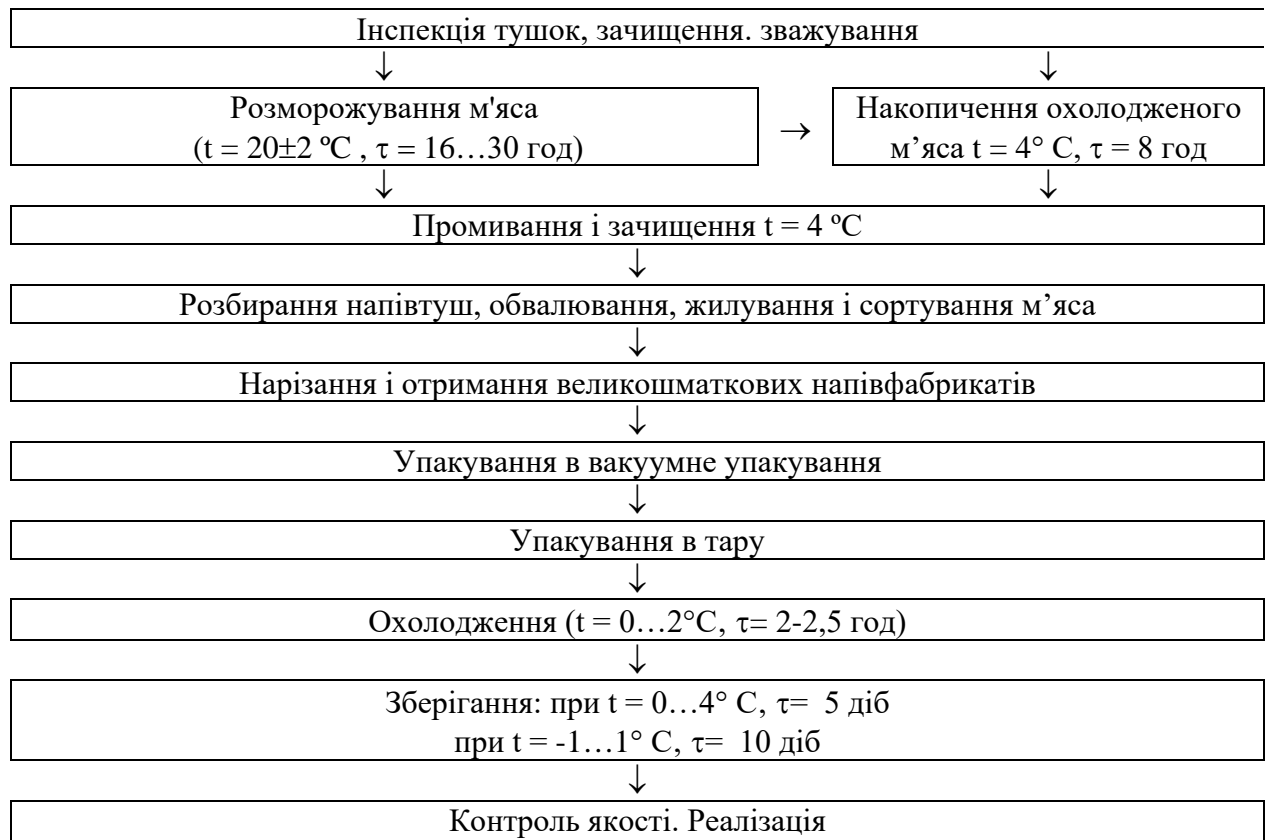 Інспекція тушок, зачищення. зважування
↓ ↓
Розморожування м'яса
(t = 20±2 ºС , τ = 16…30 год)
→
Накопичення охолодженого
м’яса t = 4° С, τ = 8 год
↓ ↓
Промивання і зачищення t = 4 ºС
↓
Розбирання напівтуш, обвалювання, жилування і сортування м’яса
↓
Нарізання і отримання великошматкових напівфабрикатів
↓
Упакування в вакуумне упакування
↓
Упакування в тару
↓
Охолодження (t = 0…2°С, τ= 2-2,5 год)
↓
Зберігання: при t = 0…4° С, τ= 5 діб
при t = -1…1° С, τ= 10 діб
↓
Контроль якості. Реалізація